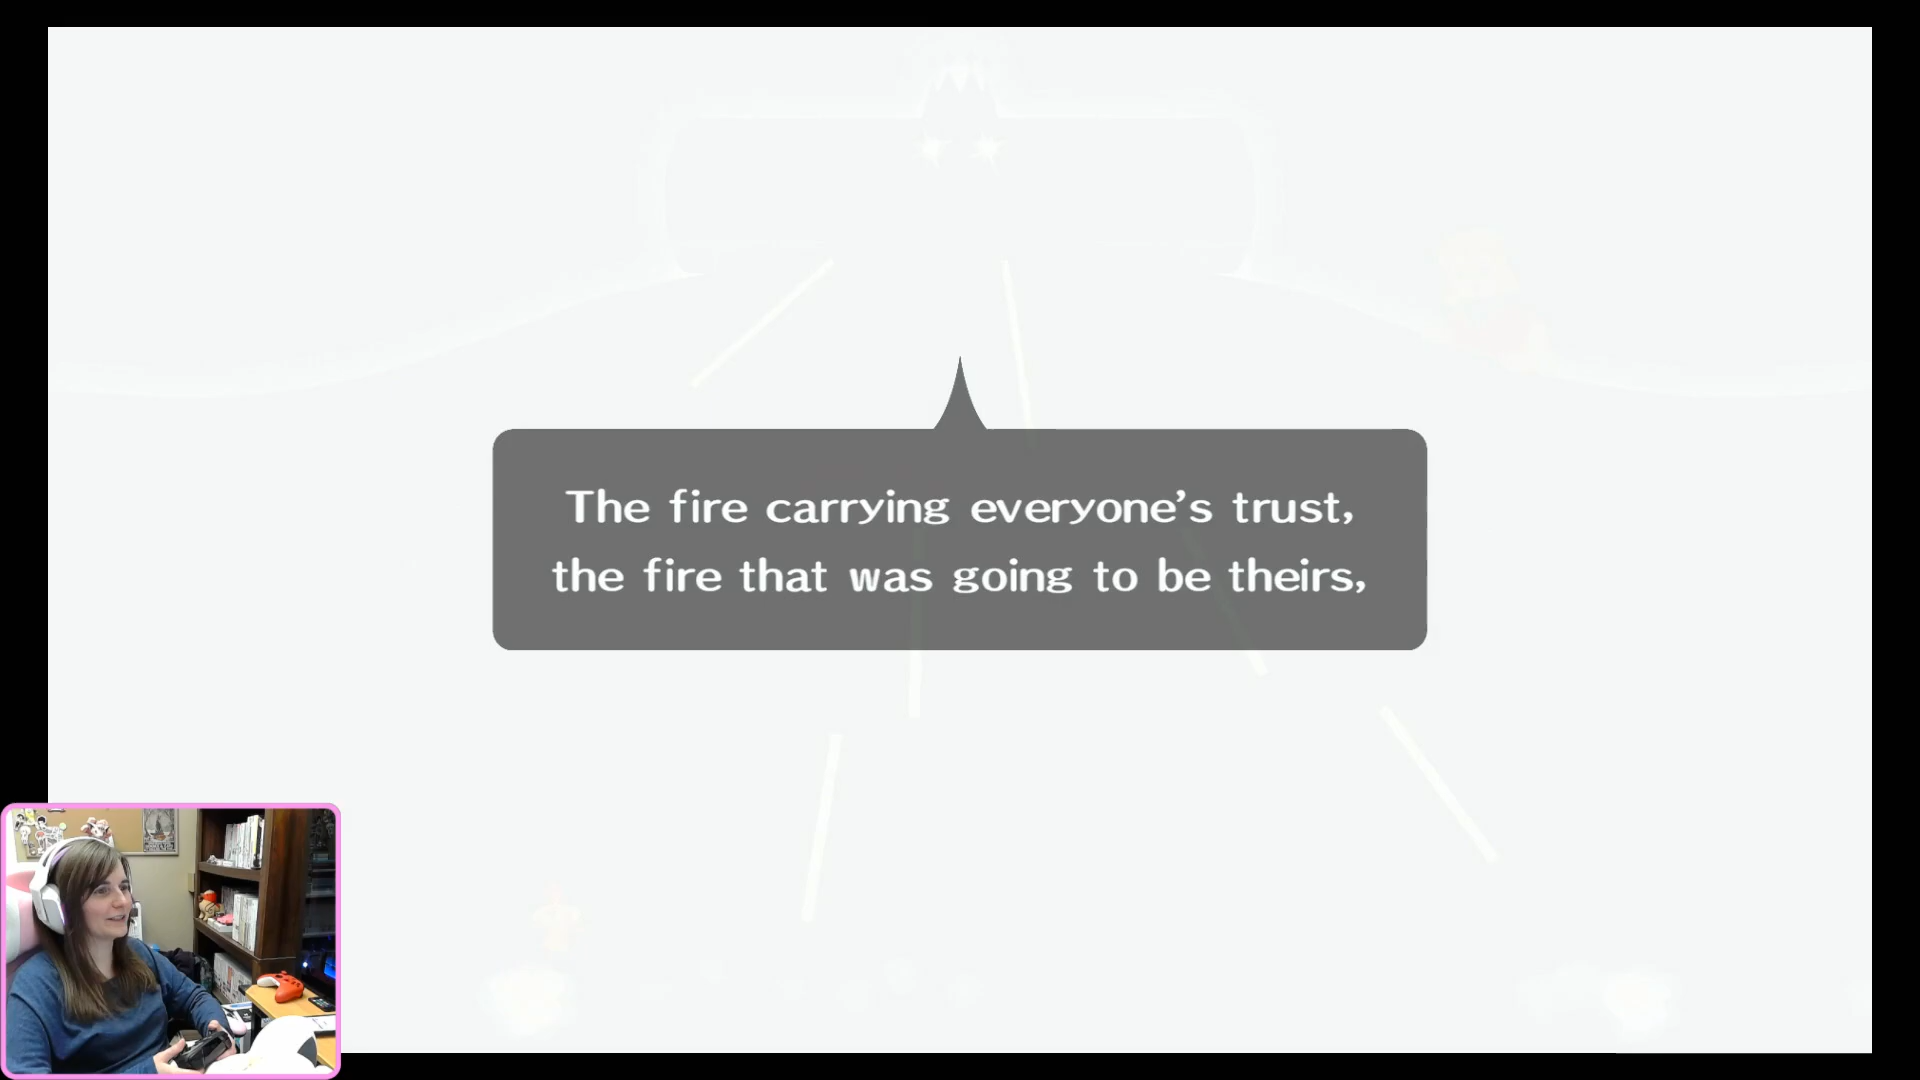 The fire carrying everyone's trust,
the fire that was going to be theirs,